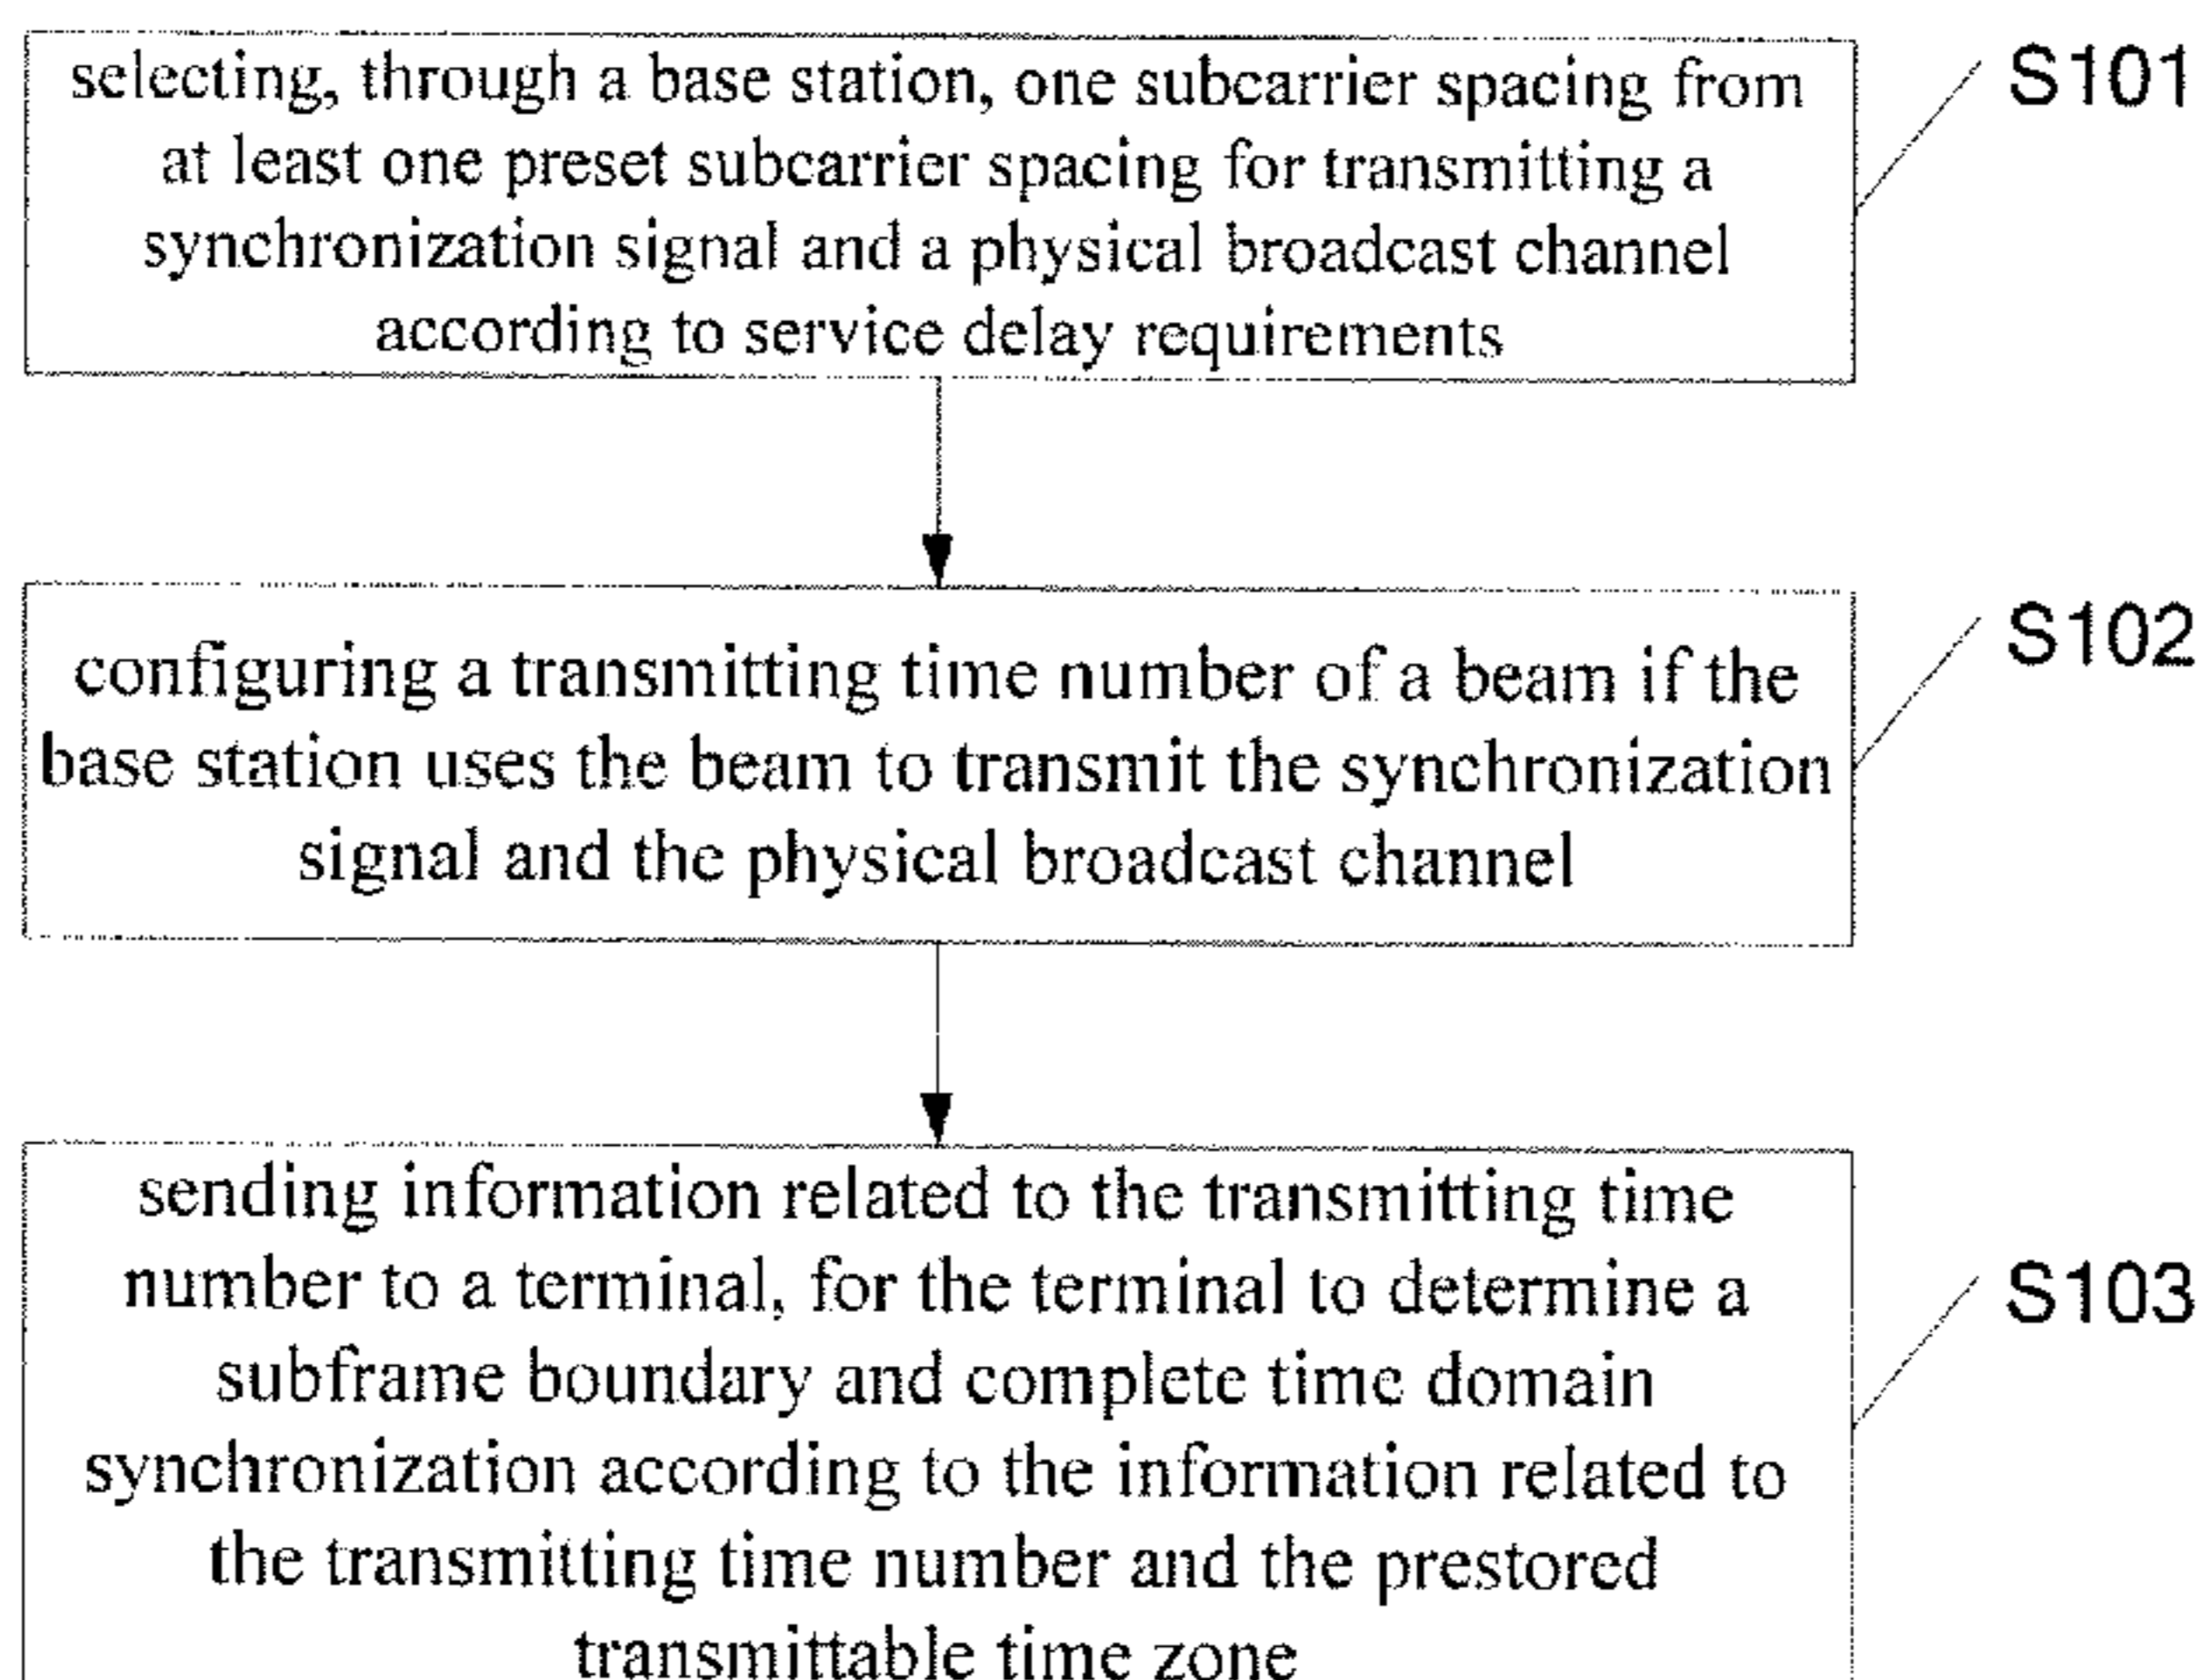 selecting, through a base station, one subcarrier spacing from
at least one preset subcarrier spacing for transmitting a
synchronization signal and a physical broadcast channel
according to service delay requirements
S101
configuring a transmitting time number of a beam if the
base station uses the beam to transmit the synchronization
signal and the physical broadcast channel
S102
sending information related to the transmitting time
number to a terminal, for the terminal to determine a
subframe boundary and complete time domain
synchronization according to the information related to
the transmitting time number and the prestored
transmittable time zone
S103